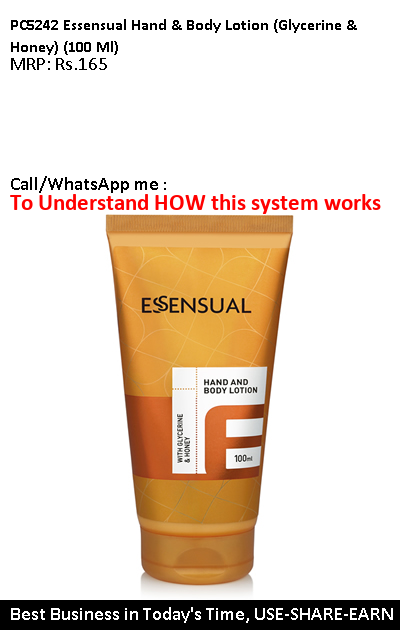 PC5242 Essensual Hand & Body Lotion (Glycerine &
Honey) (100 Ml)
MRP: Rs.165
Call/WhatsApp me :
To Understand HOW this system works
ESSENSUAL
HAND AND
BODY LOTION
WITH GLYCERINE
& HONEY
100ml
Best Business in Today's Time, USE-SHARE-EARN